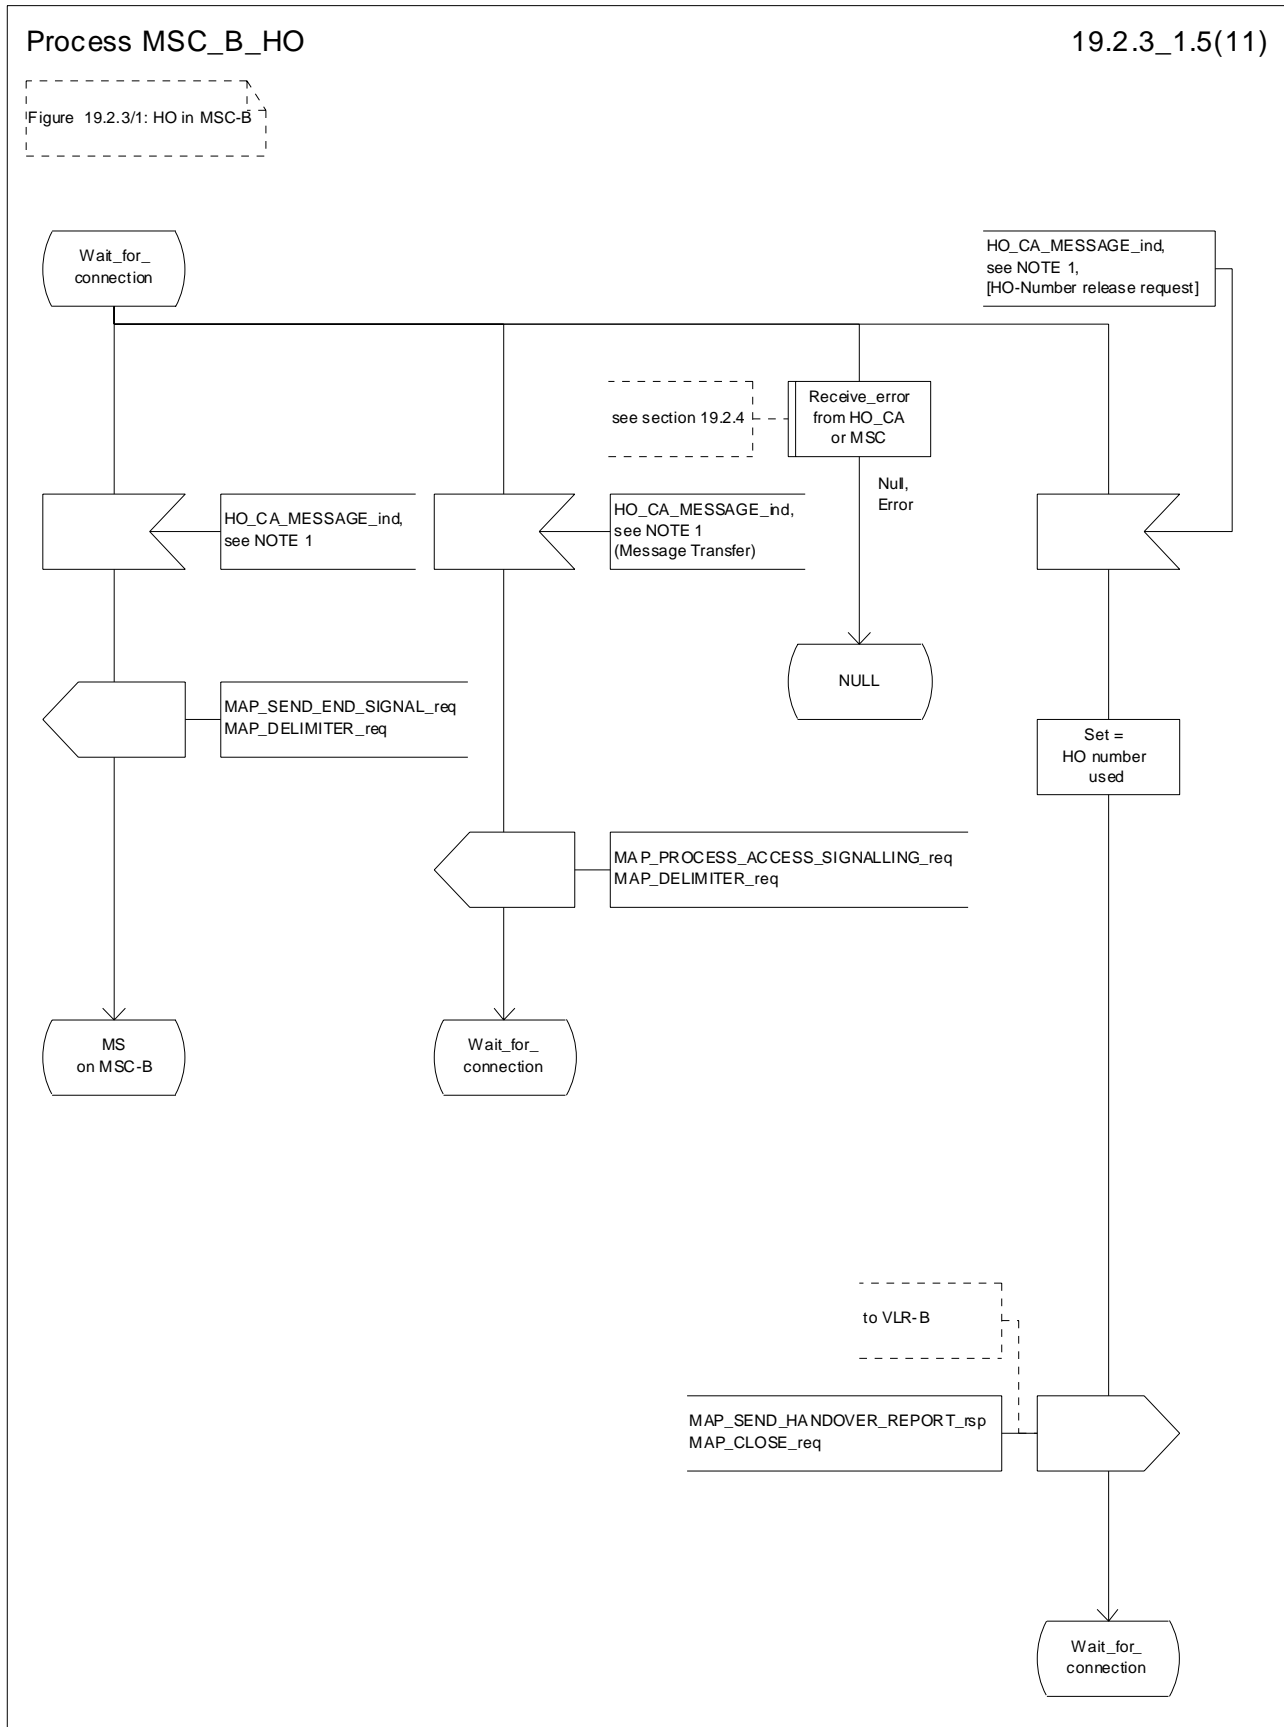 Process MSC_B_HO
19.2.3_1.5(11)
Figure 19.2.3/1: HO in MSC-B
Wait_for_
connection
HO_CA_MESSAGE_ind,
see NOTE 1,
[HO-Number release request]
see section 19.2.4
Receive_error
from HO_CA
or MSC
Null,
Error
HO_CA_MESSAGE_ind,
see NOTE 1
HO_CA_MESSAGE_ind,
see NOTE 1
(Message Transfer)
NULL
MAP_SEND_END_SIGNAL_req
MAP_DELIMITER_req
Set =
HO number
used
MAP_PROCESS_ACCESS_SIGNALLING_req
MAP_DELIMITER_req
MS
on MSC-B
Wait_for_
connection
to VLR-B
MAP_SEND_HANDOVER_REPORT_rsp
MAP_CLOSE_req
Wait_for_
connection